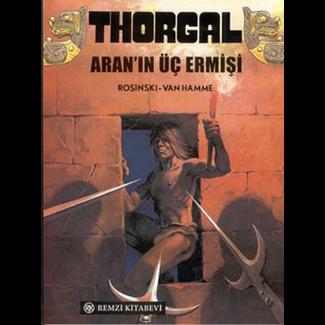 THORGAL
ARAN'IN ÜÇ ERMİŞİ
ROSINSKI-VAN HAMME
REMZİ KİTABEVİ